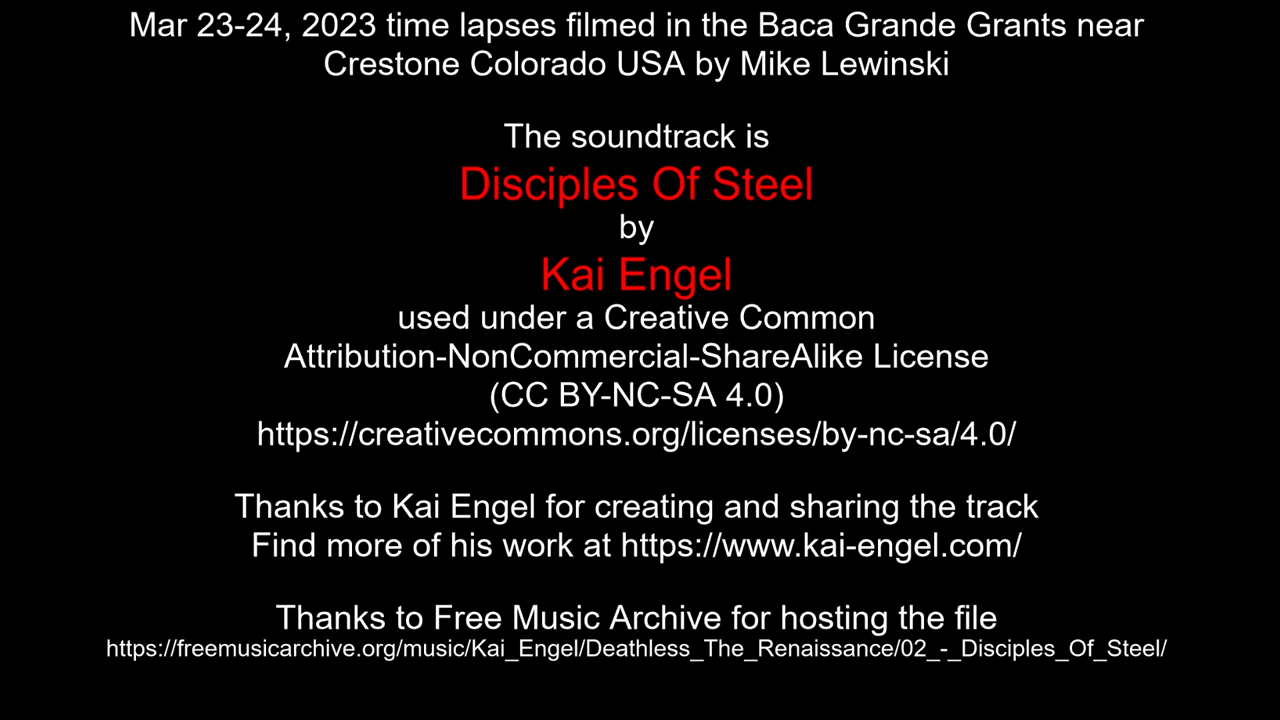 Mar 23-24, 2023 time lapses filmed in the Baca Grande Grants near
Crestone Colorado USA by Mike Lewinski
The soundtrack is
Disciples Of Steel
by
Kai Engel
used under a Creative Common
Attribution-NonCommercial-ShareAlike License
(CC BY-NC-SA 4.0)
https://creativecommons.org/licenses/by-nc-sa/4.0/
Thanks to Kai Engel for creating and sharing the track
Find more of his work at https://www.kai-engel.com/
Thanks to Free Music Archive for hosting the file
https://freemusicarchive.org/music/Kai_Engel/Deathless_The_Renaissance/02_-_Disciples_Of_Steel/